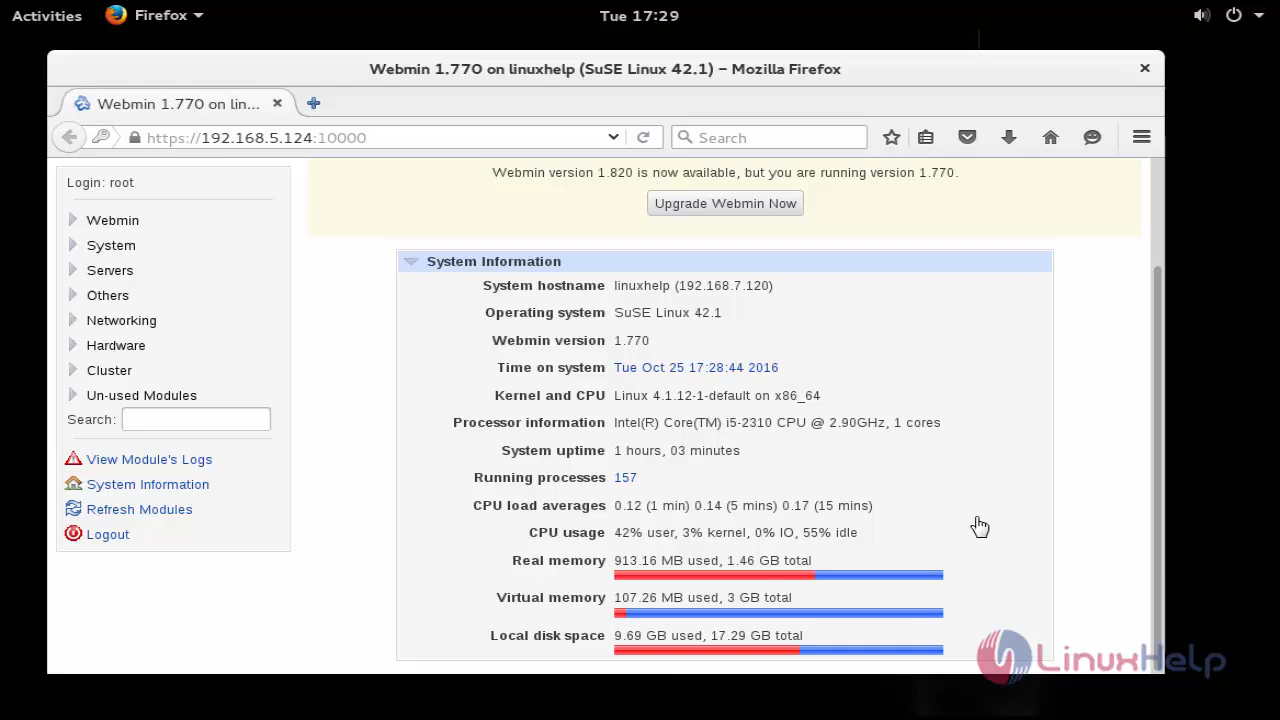 Activities Firefox Tue 17:29
Webmin 1.770 on linuxhelp (SuSE Linux 42.1) – Mozilla Firefox
Webmin 1.770 on lin...
https://192.168.5.124:10000 Search
Login: root
Webmin
System
Servers
Others
Networking
Hardware
Cluster
Un-used Modules
Search:
View Module's Logs
System Information
Refresh Modules
Logout
Webmin version 1.820 is now available, but you are running version 1.770.
Upgrade Webmin Now
System Information
System hostname linuxhelp (192.168.7.120)
Operating system SuSE Linux 42.1
Webmin version 1.770
Time on system Tue Oct 25 17:28:44 2016
Kernel and CPU Linux 4.1.12-1-default on x86_64
Processor information Intel(R) Core(TM) i5-2310 CPU @ 2.90GHz, 1 cores
System uptime 1 hours, 03 minutes
Running processes 157
CPU load averages 0.12 (1 min) 0.14 (5 mins) 0.17 (15 mins)
CPU usage 42% user, 3% kernel, 0% IO, 55% idle
Real memory 913.16 MB used, 1.46 GB total
Virtual memory 107.26 MB used, 3 GB total
Local disk space 9.69 GB used, 17.29 GB total
LinuxHelp